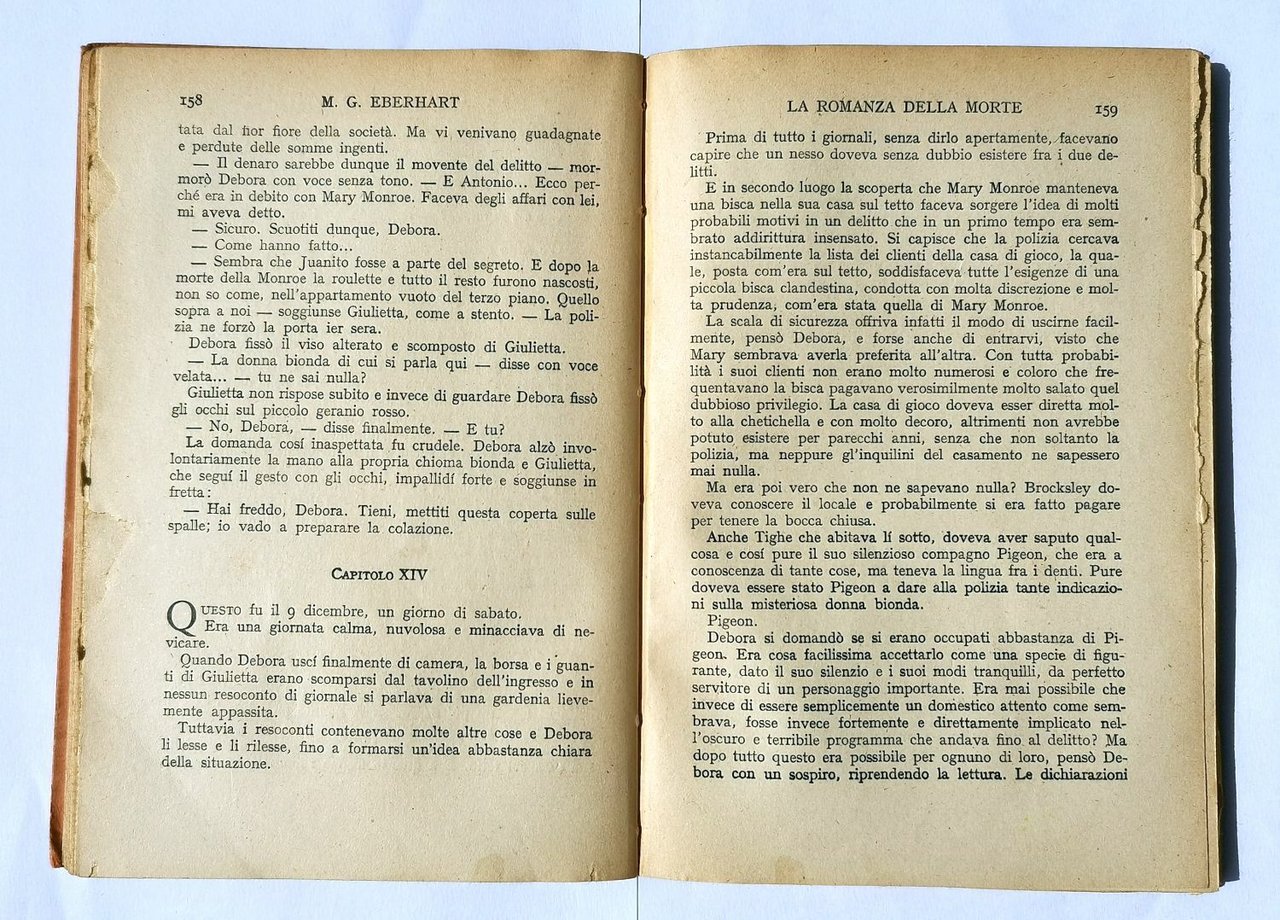 158
M. G. EBERHART
tata dal fior fiore della società. Ma vi venivano guadagnate
e perdute delle somme ingenti.
— Il denaro sarebbe dunque il movente del delitto — mor-
morò Debora con voce senza tono. — E Antonio... Ecco per-
ché era in debito con Mary Monroe. Faceva degli affari con lei,
mi aveva detto.
— Sicuro. Scuotiti dunque, Debora.
— Come hanno fatto...
— Sembra che Juanito fosse a parte del segreto. E dopo la
morte della Monroe la roulette e tutto il resto furono nascosti,
non so come, nell'appartamento vuoto del terzo piano. Quello
sopra a noi — soggiunse Giulietta, come a stento. — La poli-
zia ne forzò la porta ier sera.
Debora fissò il viso alterato e scomposto di Giulietta.
— La donna bionda di cui si parla qui — disse con voce
velata... — tu ne sai nulla?
Giulietta non rispose subito e invece di guardare Debora fissò
gli occhi sul piccolo geranio rosso.
— No, Debora, — disse finalmente. — E tu?
La domanda cosí inaspettata fu crudele. Debora alzò invo-
lontariamente la mano alla propria chioma bionda e Giulietta,
che seguí il gesto con gli occhi, impallidí forte e soggiunse in
fretta:
— Hai freddo, Debora. Tieni, mettiti questa coperta sulle
spalle; io vado a preparare la colazione.
CAPITOLO XIV
QUESTO fu il 9 dicembre, un giorno di sabato.
Era una giornata calma, nuvolosa e minacciava di ne-
vicare.
Quando Debora uscí finalmente di camera, la borsa e i guan-
ti di Giulietta erano scomparsi dal tavolino dell'ingresso e in
nessun resoconto di giornale si parlava di una gardenia lieve-
mente appassita.
Tuttavia i resoconti contenevano molte altre cose e Debora
li lesse e li rilesse, fino a formarsi un'idea abbastanza chiara
della situazione.
LA ROMANZA DELLA MORTE
159
Prima di tutto i giornali, senza dirlo apertamente, facevano
capire che un nesso doveva senza dubbio esistere fra i due de-
litti.
E in secondo luogo la scoperta che Mary Monroe manteneva
una bisca nella sua casa sul tetto faceva sorgere l'idea di molti
probabili motivi in un delitto che in un primo tempo era sem-
brato addirittura insensato. Si capisce che la polizia cercava
instancabilmente la lista dei clienti della casa di gioco, la qua-
le, posta com'era sul tetto, soddisfaceva tutte l'esigenze di una
piccola bisca clandestina, condotta con molta discrezione e mol-
ta prudenza, com'era stata quella di Mary Monroe.
La scala di sicurezza offriva infatti il modo di uscirne facil-
mente, pensò Debora, e forse anche di entrarvi, visto che
Mary sembrava averla preferita all'altra. Con tutta probabi-
lità i suoi clienti non erano molto numerosi e coloro che fre-
quentavano la bisca pagavano verosimilmente molto salato quel
dubbioso privilegio. La casa di gioco doveva esser diretta mol-
to alla chetichella e con molto decoro, altrimenti non avrebbe
potuto esistere per parecchi anni, senza che non soltanto la
polizia, ma neppure gl'inquilini del casamento ne sapessero
mai nulla.
Ma era poi vero che non ne sapevano nulla? Brocksley do-
veva conoscere il locale e probabilmente si era fatto pagare
per tenere la bocca chiusa.
Anche Tighe che abitava lí sotto, doveva aver saputo qual-
cosa e cosí pure il suo silenzioso compagno Pigeon, che era a
conoscenza di tante cose, ma teneva la lingua fra i denti. Pure
doveva essere stato Pigeon a dare alla polizia tante indicazio-
ni sulla misteriosa donna bionda.
Pigeon.
Debora si domandò se si erano occupati abbastanza di Pi-
geon. Era cosa facilissima accettarlo come una specie di figu-
rante, dato il suo silenzio e i suoi modi tranquilli, da perfetto
servitore di un personaggio importante. Era mai possibile che
invece di essere semplicemente un domestico attento come sem-
brava, fosse invece fortemente e direttamente implicato nel-
l'oscuro e terribile programma che andava fino al delitto? Ma
dopo tutto questo era possibile per ognuno di loro, pensò De-
bora con un sospiro, riprendendo la lettura. Le dichiarazioni